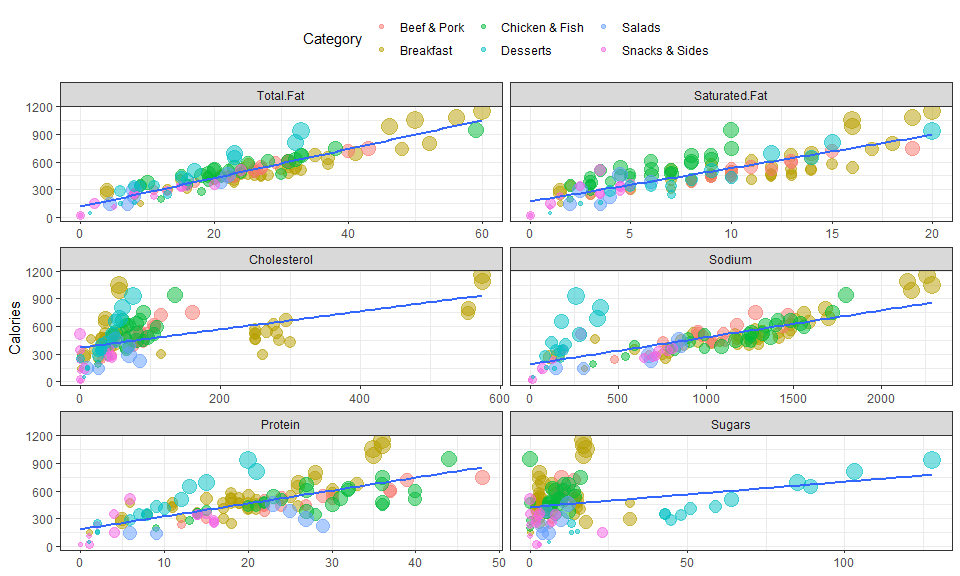 Category
Beef & Pork
Chicken & Fish
Salads
Breakfast
Desserts
Snacks & Sides
Calories
Total.Fat
Saturated.Fat
1200
900
600
300
0
0 20 40 60
0 5 10 15 20
Cholesterol
Sodium
1200
900
600
300
0
0 200 400 600
0 500 1000 1500 2000
Protein
Sugars
1200
900
600
300
0
0 10 20 30 40 50
0 50 100